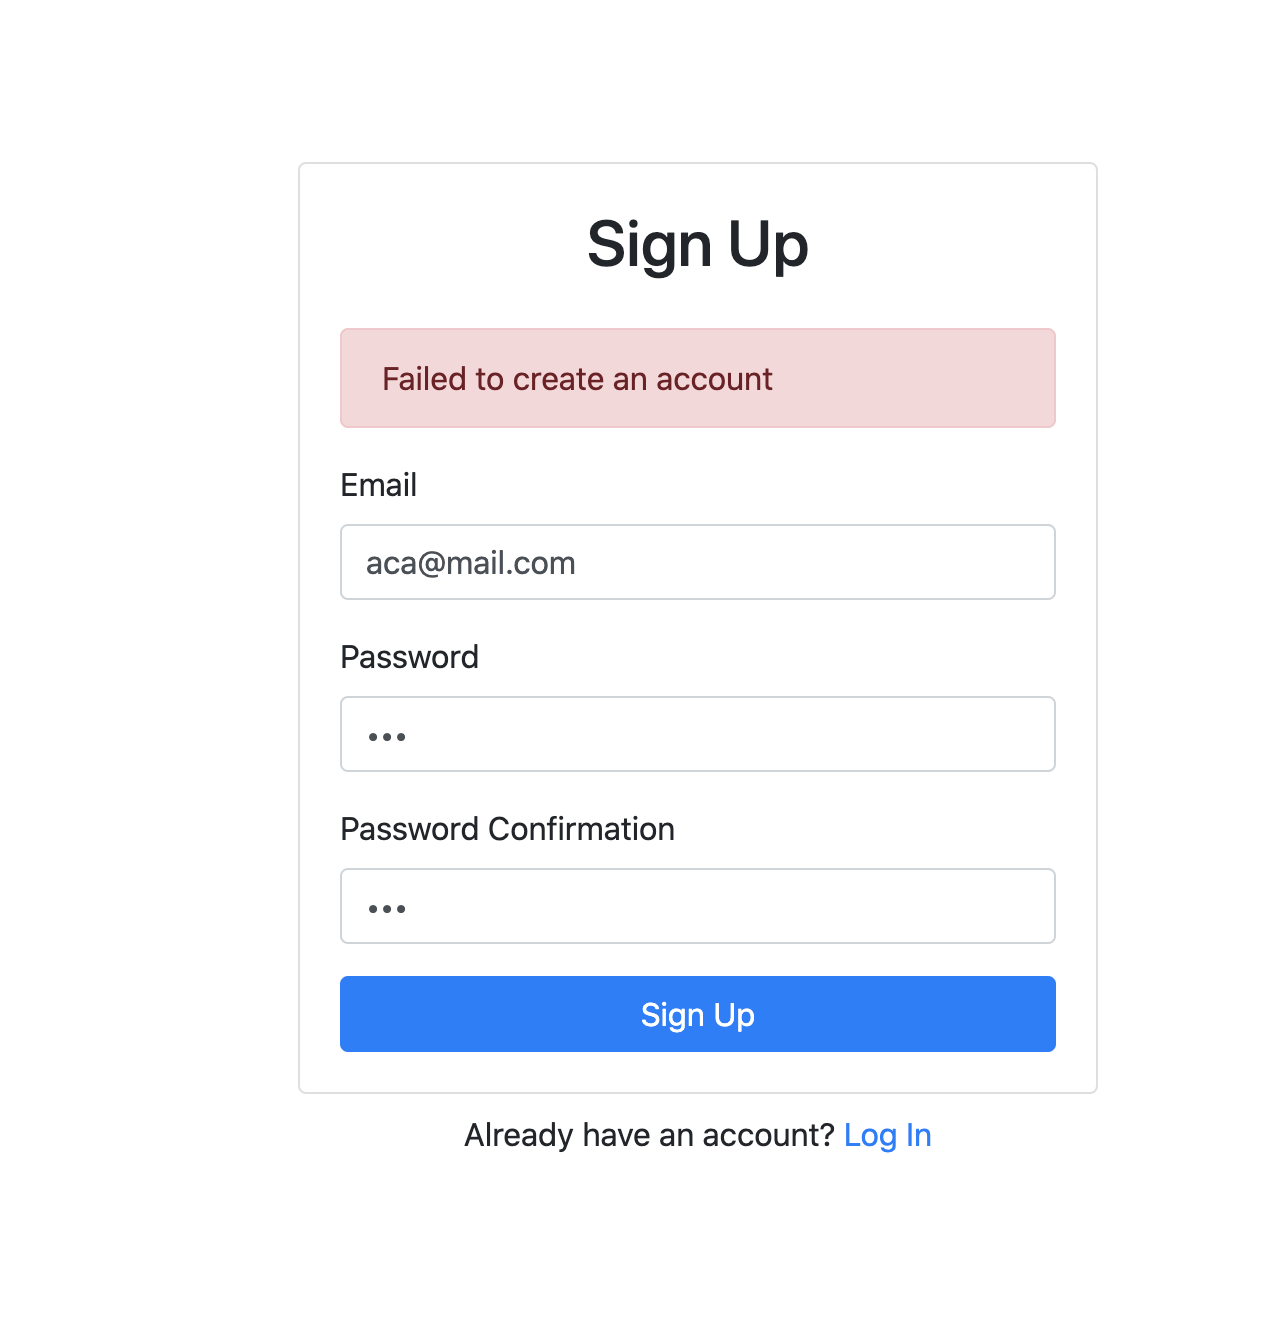 Sign Up
Failed to create an account
Email
aca@mail.com
Password
•••
Password Confirmation
•••
Sign Up
Already have an account? Log In